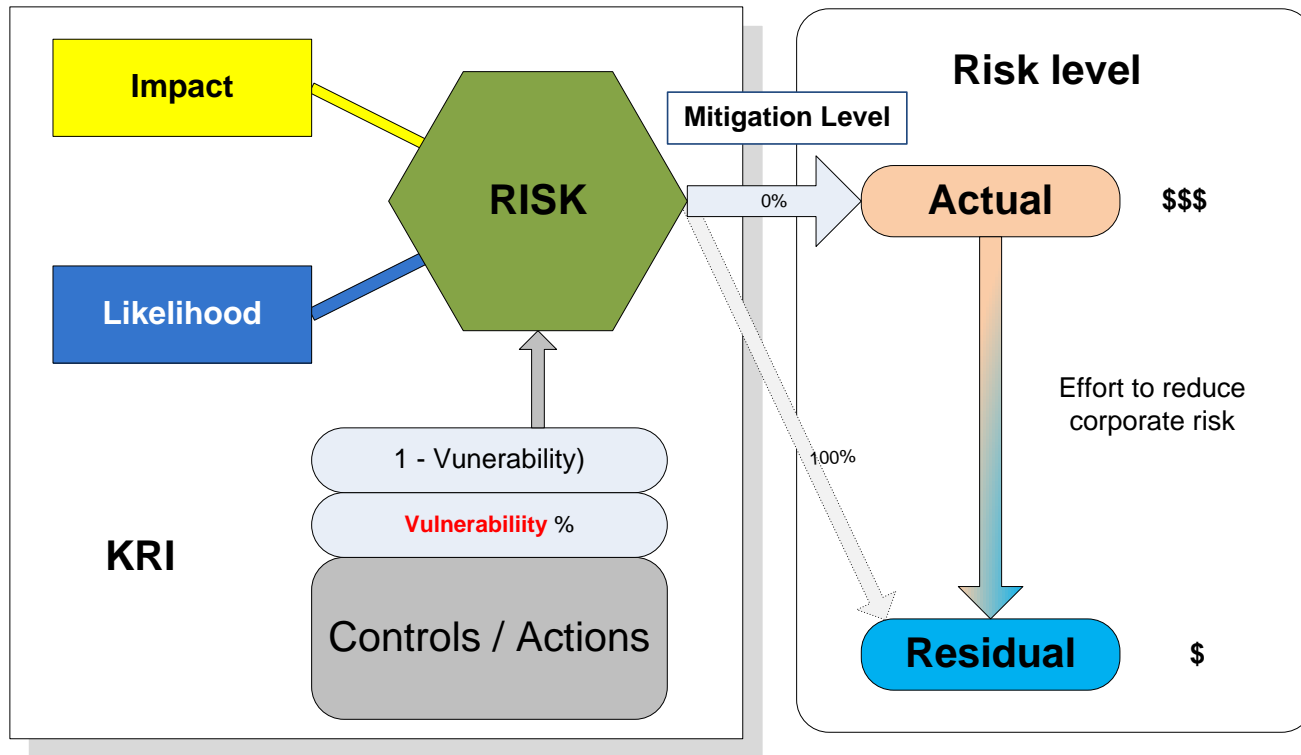 Impact
Likelihood
RISK
1 - Vunerability)
Vulnerabiliity %
Controls / Actions
KRI
Mitigation Level
0%
100%
Risk level
Actual
$$$
Effort to reduce
corporate risk
Residual
$